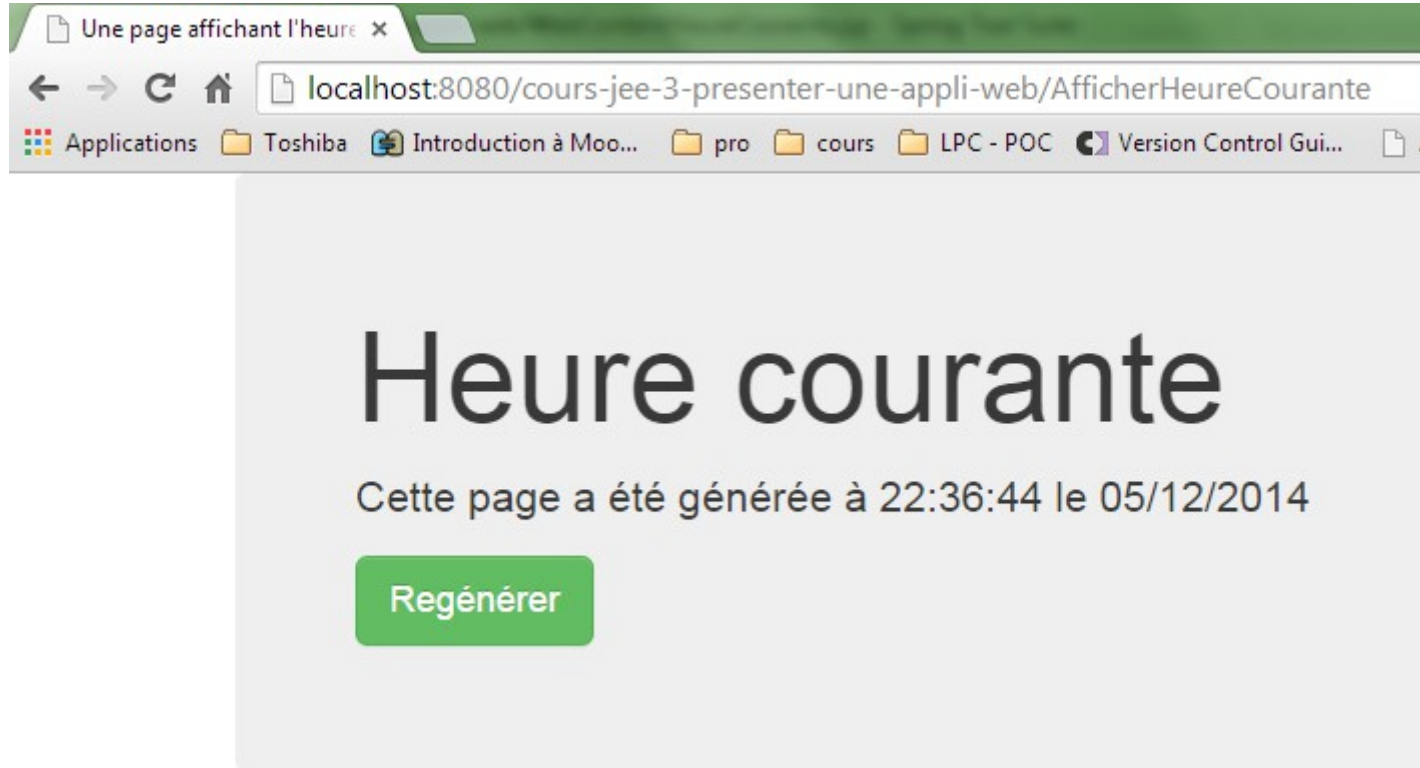 Une page affichant l'heure
localhost:8080/cours-jee-3-presenter-une-appli-web/AfficherHeureCourante
Applications Toshiba Introduction à Moo... pro cours LPC - POC Version Control Gui...
Heure courante
Cette page a été générée à 22:36:44 le 05/12/2014
Regénérer